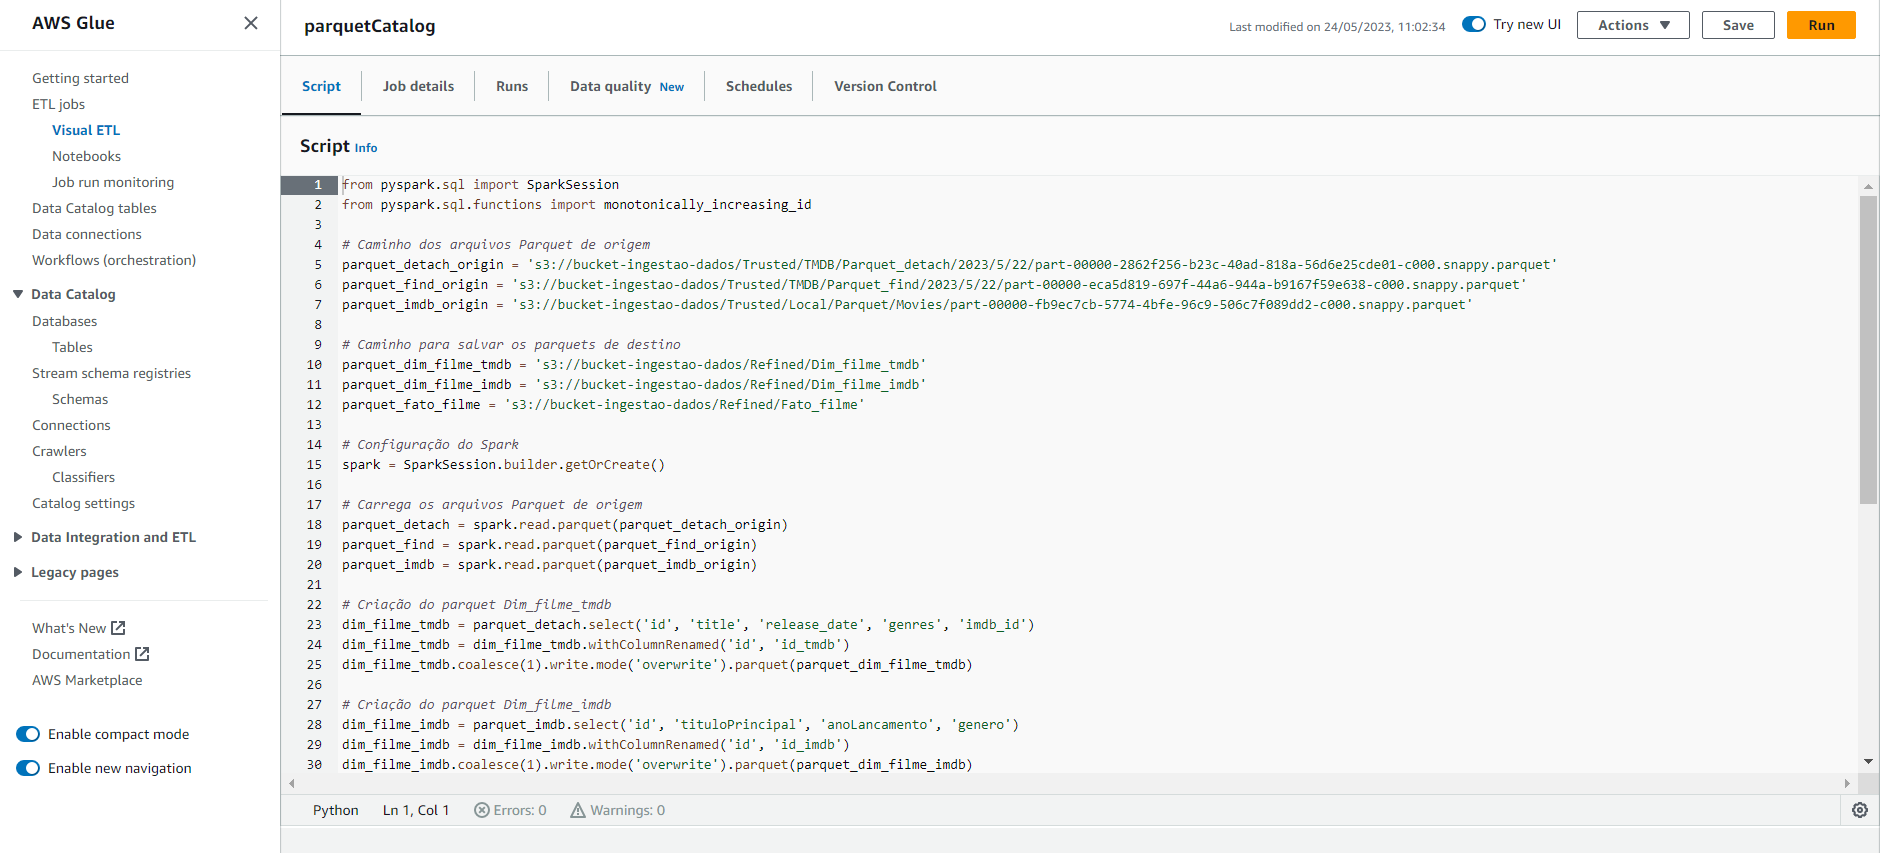 AWS Glue
Getting started
ETL jobs
Visual ETL
Notebooks
Job run monitoring
Data Catalog tables
Data connections
Workflows (orchestration)
Data Catalog
Databases
Tables
Stream schema registries
Schemas
Connections
Crawlers
Classifiers
Catalog settings
Data Integration and ETL
Legacy pages
What's New
Documentation
AWS Marketplace
Enable compact mode
Enable new navigation
parquetCatalog
Last modified on 24/05/2023, 11:02:34
Try new UI
Actions
Save
Run
Script
Job details
Runs
Data quality New
Schedules
Version Control
Script Info
1 from pyspark.sql import SparkSession
2 from pyspark.sql.functions import monotonically_increasing_id
3
4 # Caminho dos arquivos Parquet de origem
5 parquet_detach_origin = 's3://bucket-ingestao-dados/Trusted/TMDB/Parquet_detach/2023/5/22/part-00000-2862f256-b23c-40ad-818a-56d6e25cde01-c000.snappy.parquet'
6 parquet_find_origin = 's3://bucket-ingestao-dados/Trusted/TMDB/Parquet_find/2023/5/22/part-00000-eca5d819-697f-44a6-944a-b9167f59e638-c000.snappy.parquet'
7 parquet_imdb_origin = 's3://bucket-ingestao-dados/Trusted/Local/Parquet/Movies/part-00000-fb9ec7cb-5774-4bfe-96c9-506c7f089dd2-c000.snappy.parquet'
8
9 # Caminho para salvar os parquets de destino
10 parquet_dim_filme_tmdb = 's3://bucket-ingestao-dados/Refined/Dim_filme_tmdb'
11 parquet_dim_filme_imdb = 's3://bucket-ingestao-dados/Refined/Dim_filme_imdb'
12 parquet_fato_filme = 's3://bucket-ingestao-dados/Refined/Fato_filme'
13
14 # Configuração do Spark
15 spark = SparkSession.builder.getOrCreate()
16
17 # Carrega os arquivos Parquet de origem
18 parquet_detach = spark.read.parquet(parquet_detach_origin)
19 parquet_find = spark.read.parquet(parquet_find_origin)
20 parquet_imdb = spark.read.parquet(parquet_imdb_origin)
21
22 # Criação do parquet Dim_filme_tmdb
23 dim_filme_tmdb = parquet_detach.select('id', 'title', 'release_date', 'genres', 'imdb_id')
24 dim_filme_tmdb = dim_filme_tmdb.withColumnRenamed('id', 'id_tmdb')
25 dim_filme_tmdb.coalesce(1).write.mode('overwrite').parquet(parquet_dim_filme_tmdb)
26
27 # Criação do parquet Dim_filme_imdb
28 dim_filme_imdb = parquet_imdb.select('id', 'tituloPrincipal', 'anoLancamento', 'genero')
29 dim_filme_imdb = dim_filme_imdb.withColumnRenamed('id', 'id_imdb')
30 dim_filme_imdb.coalesce(1).write.mode('overwrite').parquet(parquet_dim_filme_imdb)
Python
Ln 1, Col 1
Errors: 0
Warnings: 0